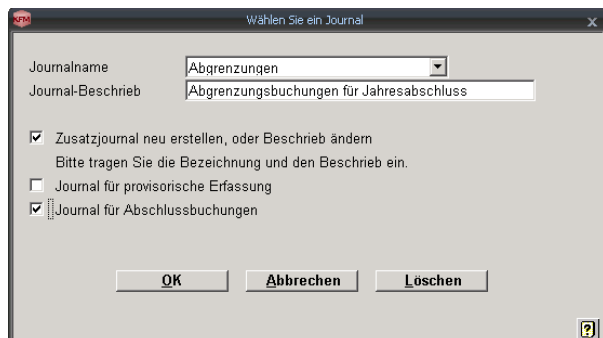 KFM
Wählen Sie ein Journal
x
Journalname
Abgrenzungen
Journal-Beschrieb
Abgrenzungsbuchungen für Jahresabschluss
Zusatzjournal neu erstellen, oder Beschrieb ändern
Bitte tragen Sie die Bezeichnung und den Beschrieb ein.
Journal für provisorische Erfassung
Journal für Abschlussbuchungen
OK
Abbrechen
Löschen
?